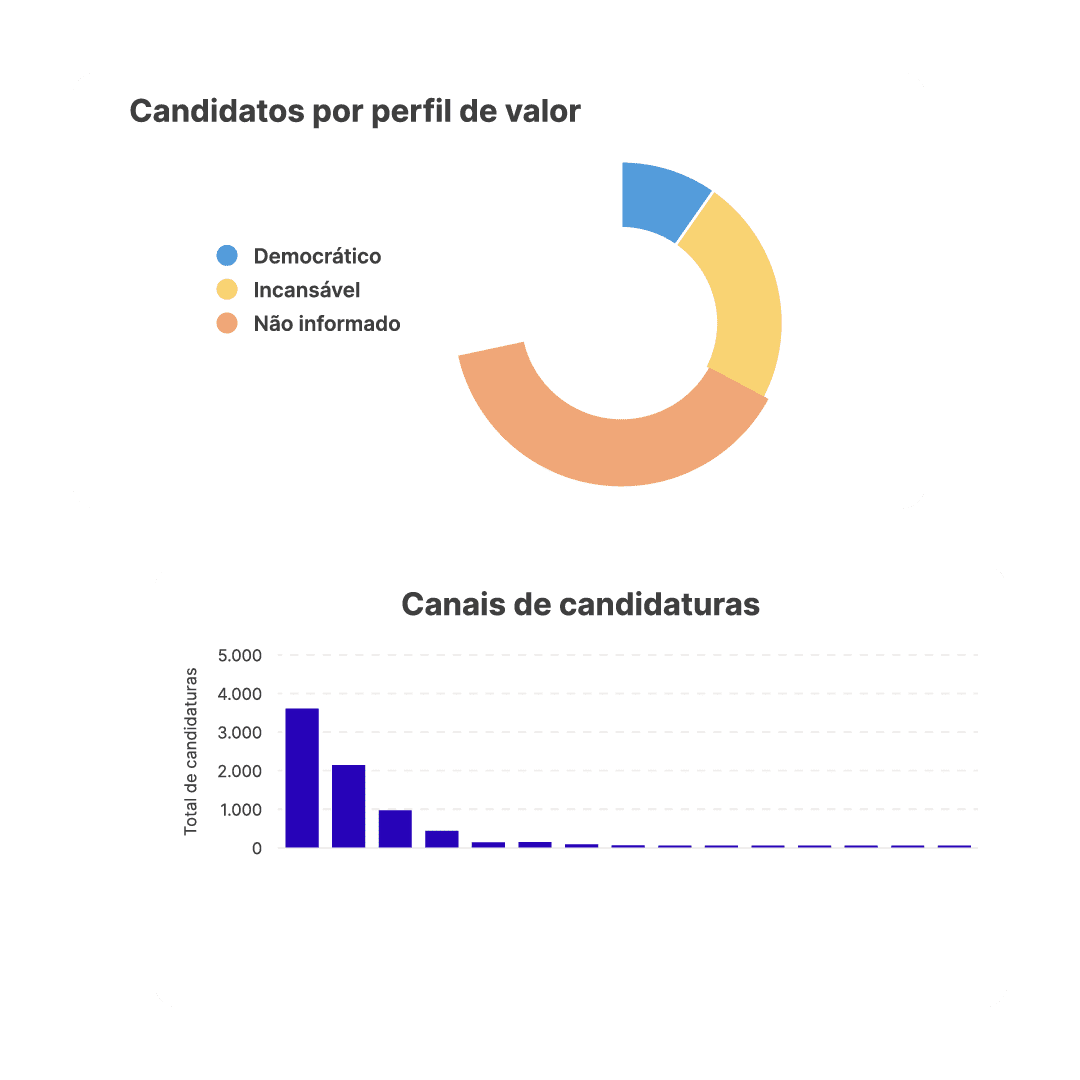 Candidatos por perfil de valor
Democrático
Incansável
Não informado
Canais de candidaturas
Total de candidaturas
5.000
4.000
3.000
2.000
1.000
0